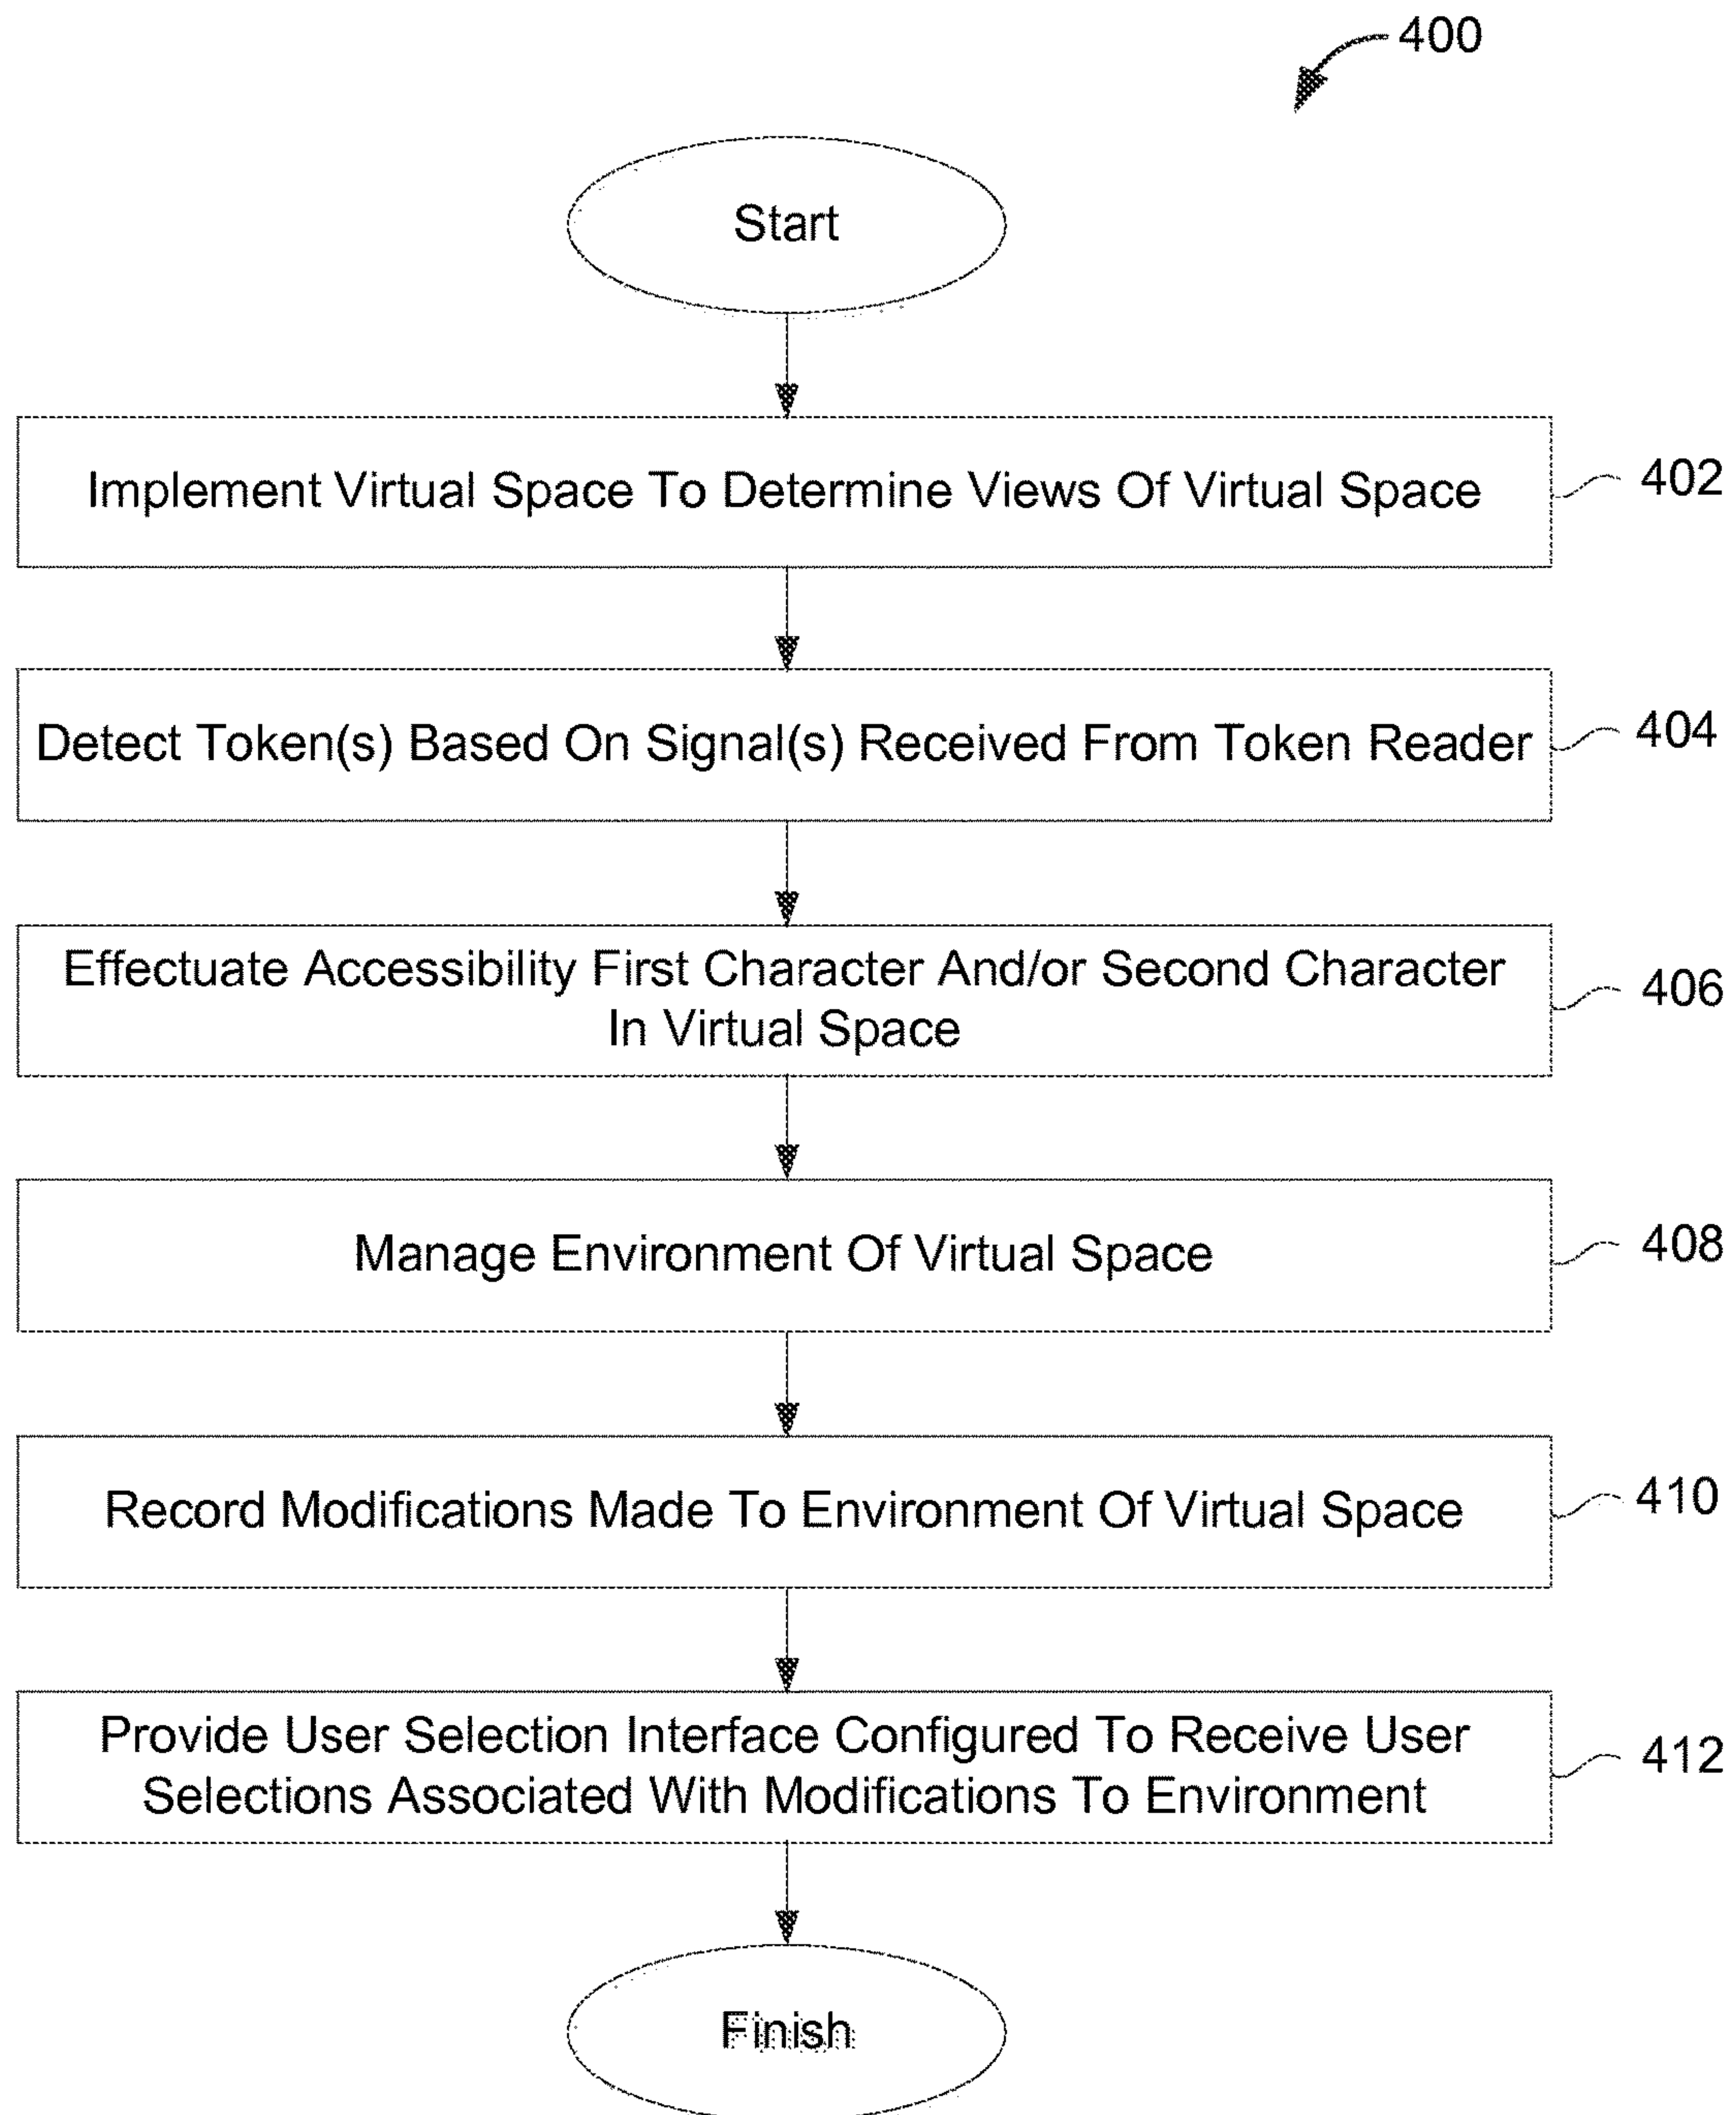 400
Start
Implement Virtual Space To Determine Views Of Virtual Space
402
Detect Token(s) Based On Signal(s) Received From Token Reader
404
Effectuate Accessibility First Character And/or Second Character
In Virtual Space
406
Manage Environment Of Virtual Space
408
Record Modifications Made To Environment Of Virtual Space
410
Provide User Selection Interface Configured To Receive User
Selections Associated With Modifications To Environment
412
Finish